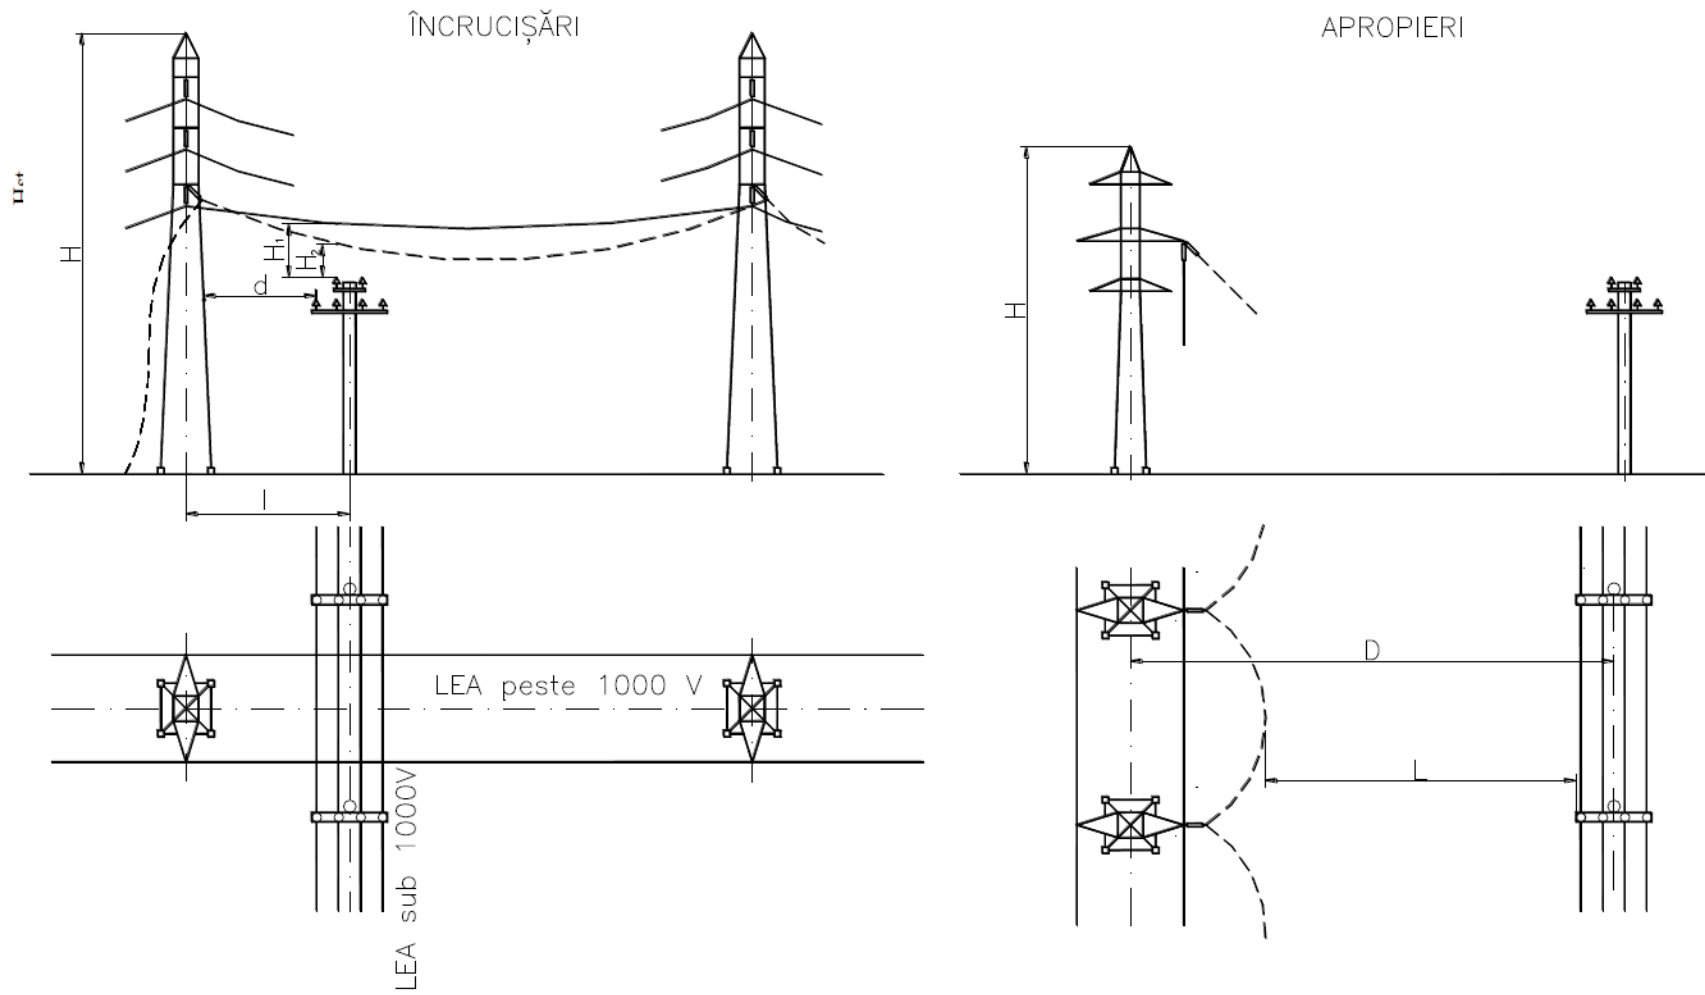 ÎNCRUCIȘĂRI
APROPIERI
H
H₁
H₂
d
H
l
LEA peste 1000 V
LEA sub 1000V
D
L